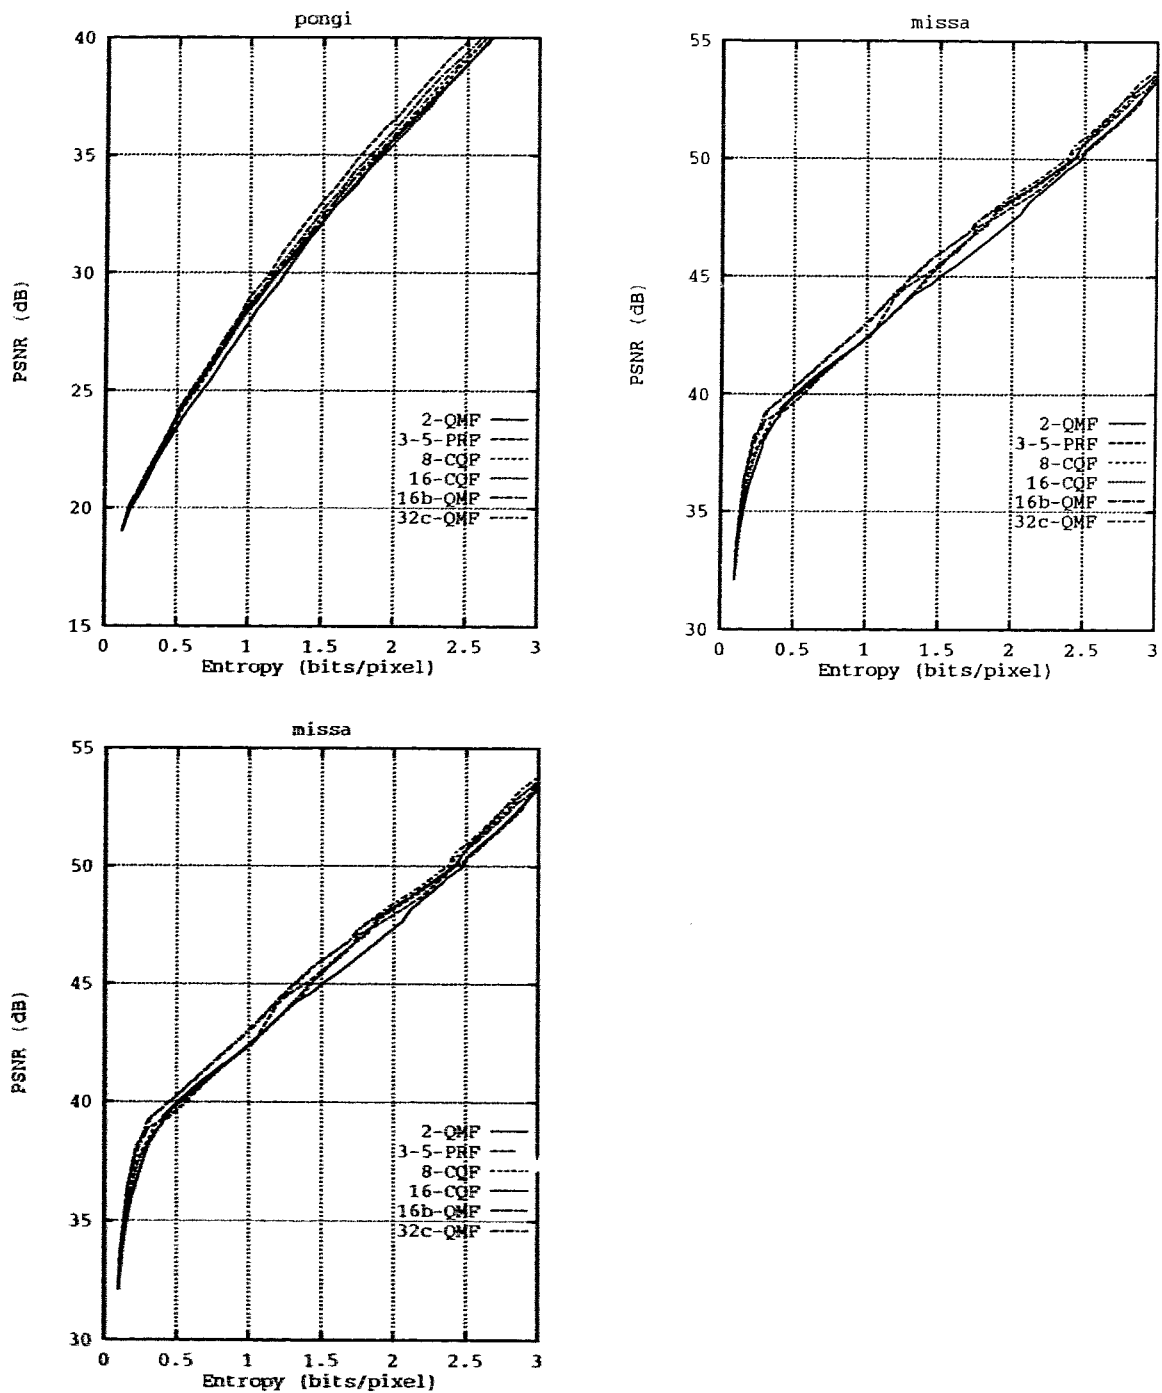 pongi
40
35
30
25
20
15
PSNR (dB)
2-QMF
3-5-PRF
8-CQF
16-CQF
16b-QMF
32c-QMF
0 0.5 1 1.5 2 2.5 3
Entropy (bits/pixel)
missa
55
50
45
40
35
30
PSNR (dB)
2-QMF
3-5-PRF
8-CQF
16-CQF
16b-QMF
32c-QMF
0 0.5 1 1.5 2 2.5 3
Entropy (bits/pixel)
missa
55
50
45
40
35
30
PSNR (dB)
2-QMF
3-5-PRF
8-CQF
16-CQF
16b-QMF
32c-QMF
0 0.5 1 1.5 2 2.5 3
Entropy (bits/pixel)